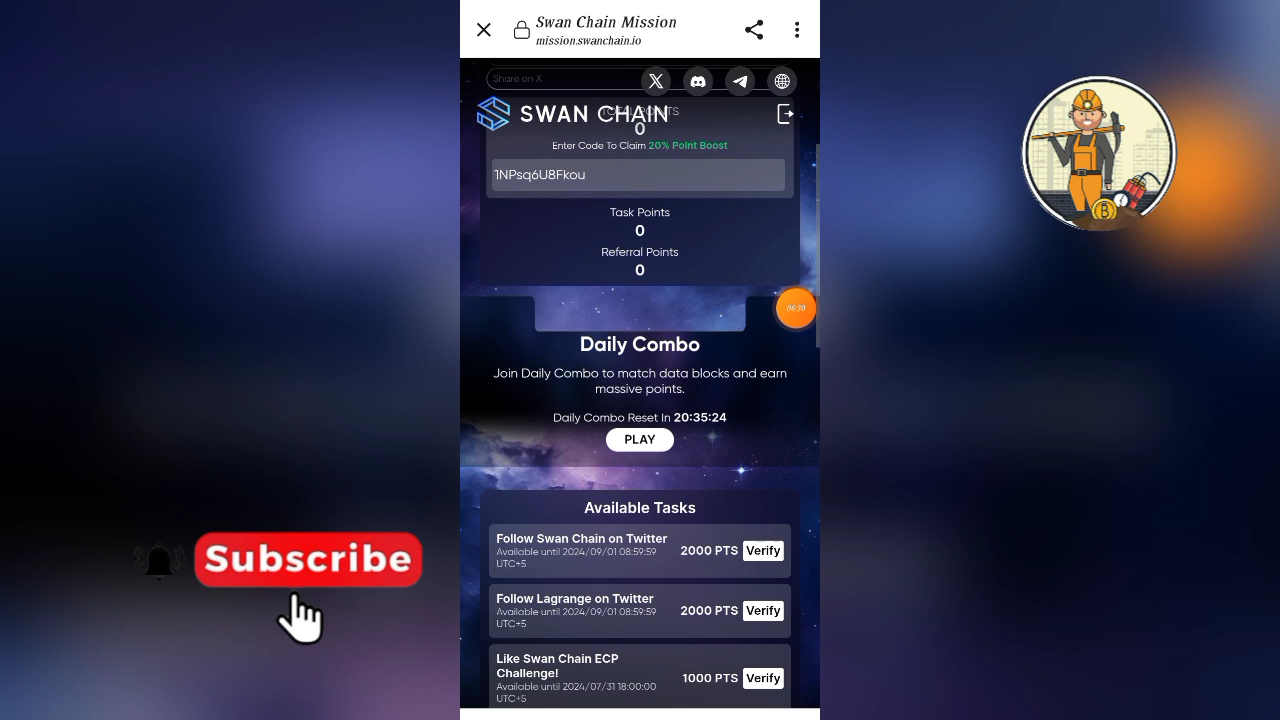 Swan Chain Mission
mission.swanchain.io
Share on X
SWAN CHAIN
TOTAL POINTS
0
Enter Code To Claim 20% Point Boost
1NPsq6U8Fkou
Task Points
0
Referral Points
0
06:30
Daily Combo
Join Daily Combo to match data blocks and earn
massive points.
Daily Combo Reset In 20:35:24
PLAY
Available Tasks
Follow Swan Chain on Twitter
Available until 2024/09/01 08:59:59
UTC+5
2000 PTS Verify
Follow Lagrange on Twitter
Available until 2024/09/01 08:59:59
UTC+5
2000 PTS Verify
Like Swan Chain ECP
Challenge!
Available until 2024/07/31 18:00:00
UTC+5
1000 PTS Verify
Subscribe